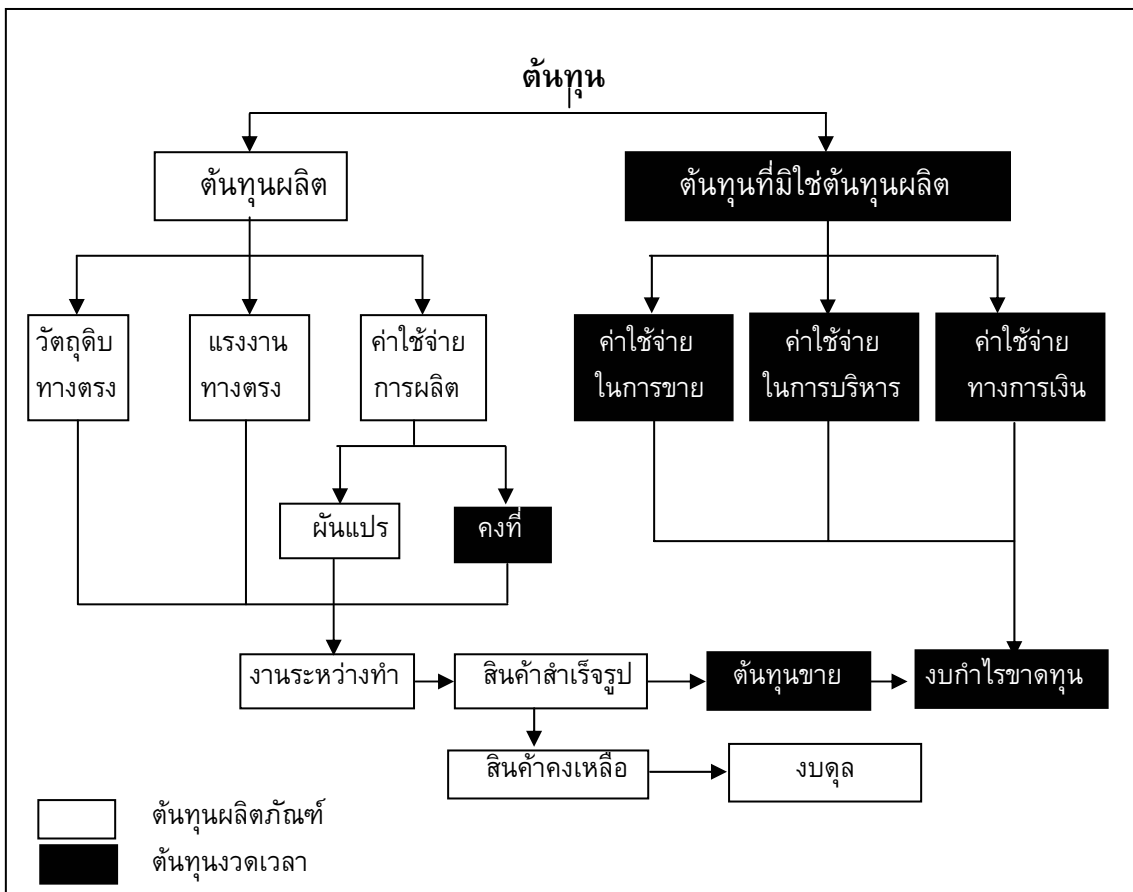 ต้นทุน
ต้นทุนผลิต
ต้นทุนที่มิใช่ต้นทุนผลิต
วัตถุดิบ
ทางตรง
แรงงาน
ทางตรง
ค่าใช้จ่าย
การผลิต
ค่าใช้จ่าย
ในการขาย
ค่าใช้จ่าย
ในการบริหาร
ค่าใช้จ่าย
ทางการเงิน
ผันแปร
คงที่
งานระหว่างทำ
สินค้าสำเร็จรูป
ต้นทุนขาย
งบกำไรขาดทุน
สินค้าคงเหลือ
งบดุล
ต้นทุนผลิตภัณฑ์
ต้นทุนงวดเวลา